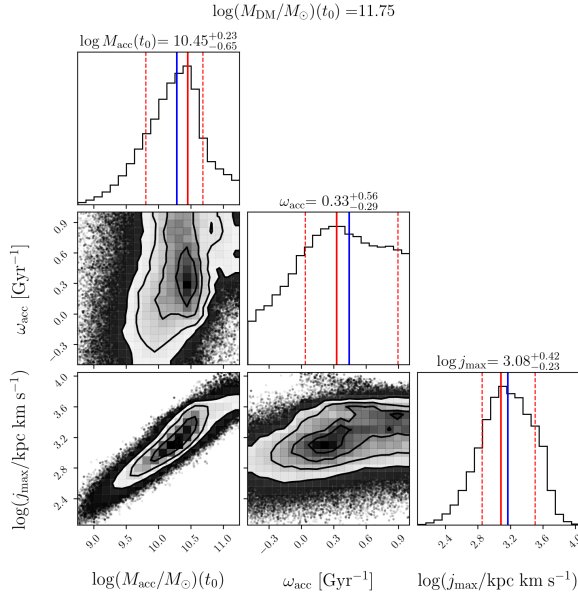 log(M_DM/M_⊙)(t_0) =11.75
log M_acc(t_0)= 10.45^{+0.23}_{-0.65}
ω_acc= 0.33^{+0.56}_{-0.29}
log j_max= 3.08^{+0.42}_{-0.23}
ω_acc [Gyr^{-1}]
0.9
0.6
0.3
0.0
−0.3
log(j_max/kpc km s^{-1})
4.0
3.6
3.2
2.8
2.4
9.0 9.5 10.0 10.5 11.0
−0.3 0.0 0.3 0.6 0.9
2.4 2.8 3.2 3.6 4.0
log(M_acc/M_⊙)(t_0)
ω_acc [Gyr^{-1}]
log(j_max/kpc km s^{-1})